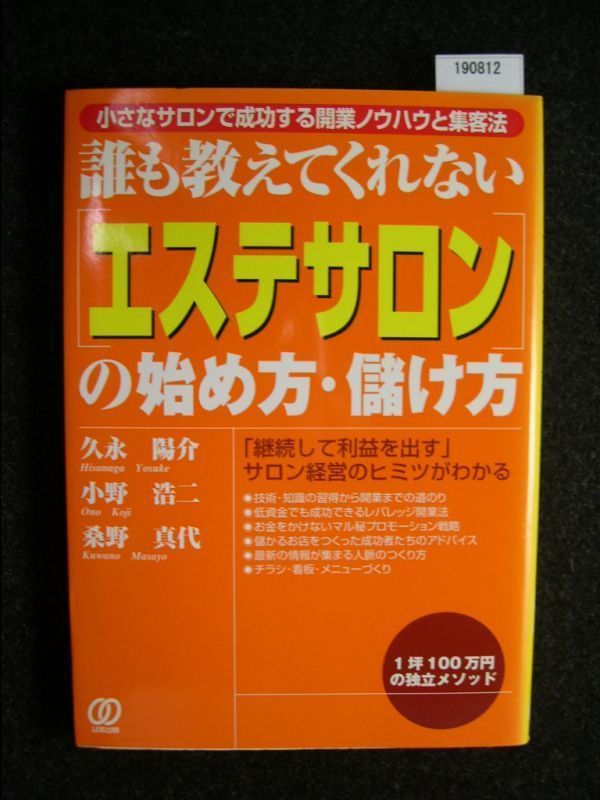 190812
小さなサロンで成功する開業ノウハウと集客法
誰も教えてくれない
[エステサロン]
の始め方・儲け方
久永 陽介
Hisanaga Yosuke
小野 浩二
Ono Koji
桑野 真代
Kuwano Masayo
「継続して利益を出す」
サロン経営のヒミツがわかる
●技術・知識の習得から開業までの道のり
●低資金でも成功できるレバレッジ開業法
●お金をかけないマル秘プロモーション戦略
●儲かるお店をつくった成功者たちのアドバイス
●最新の情報が集まる人脈のつくり方
●チラシ・看板・メニューづくり
1坪100万円
の独立メソッド
ぱる出版